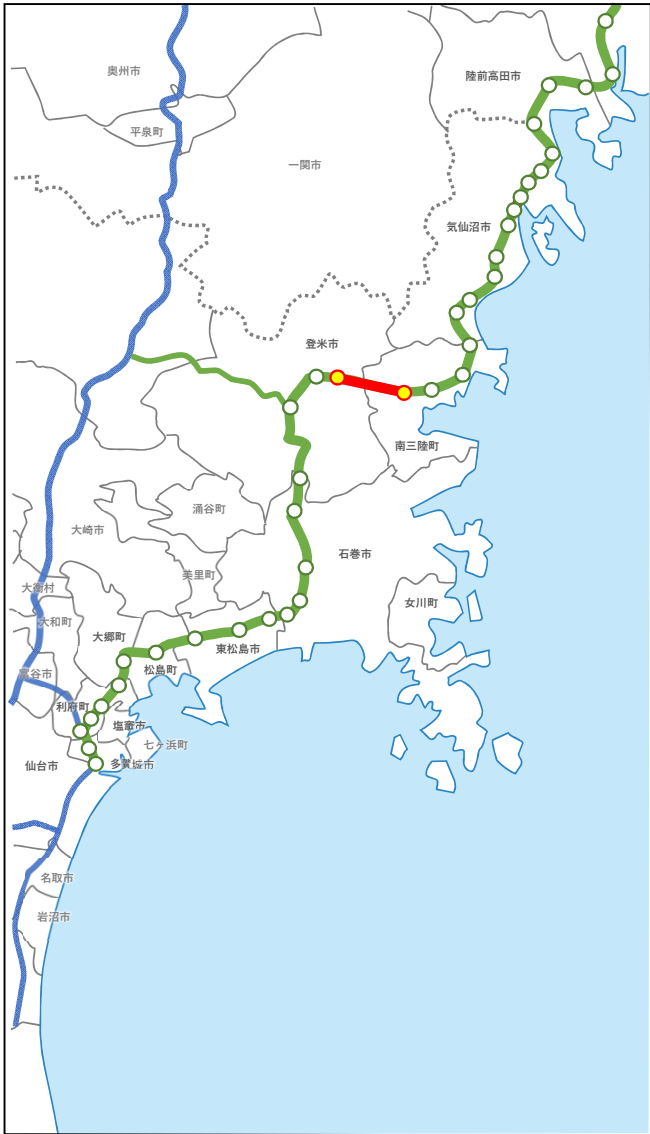 奥州市
陸前高田市
平泉町
一関市
気仙沼市
登米市
南三陸町
涌谷町
大崎市
石巻市
美里町
大衡村
女川町
大和町
大郷町
東松島市
松島町
富谷市
利府町
塩竈市
七ヶ浜町
多賀城市
仙台市
名取市
岩沼市